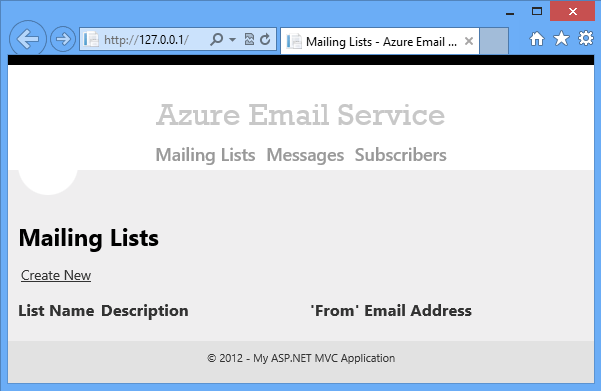 http://127.0.0.1/
Mailing Lists - Azure Email ...
Azure Email Service
Mailing Lists Messages Subscribers
Mailing Lists
Create New
List Name Description 'From' Email Address
© 2012 - My ASP.NET MVC Application